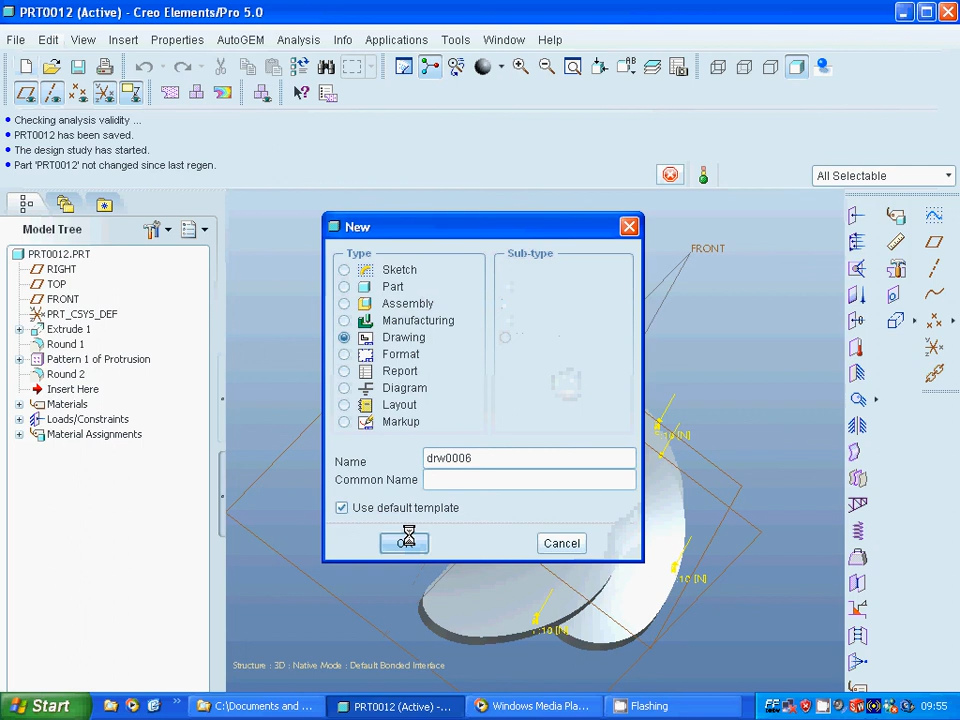 PRT0012 (Active) - Creo Elements/Pro 5.0
File Edit View Insert Properties AutoGEM Analysis Info Applications Tools Window Help
Checking analysis validity ...
PRT0012 has been saved.
The design study has started.
Part 'PRT0012' not changed since last regen.
All Selectable
Model Tree
PRT0012.PRT
RIGHT
TOP
FRONT
PRT_CSYS_DEF
Extrude 1
Round 1
Pattern 1 of Protrusion
Round 2
Insert Here
Materials
Loads/Constraints
Material Assignments
New
Type
Sketch
Part
Assembly
Manufacturing
Drawing
Format
Report
Diagram
Layout
Markup
Sub-type
Name drw0006
Common Name
Use default template
Cancel
FRONT
Structure : 3D : Native Mode : Default Bonded Interface
Start
C:\Documents and ...
PRT0012 (Active) -...
Windows Media Pla...
Flashing
09:55